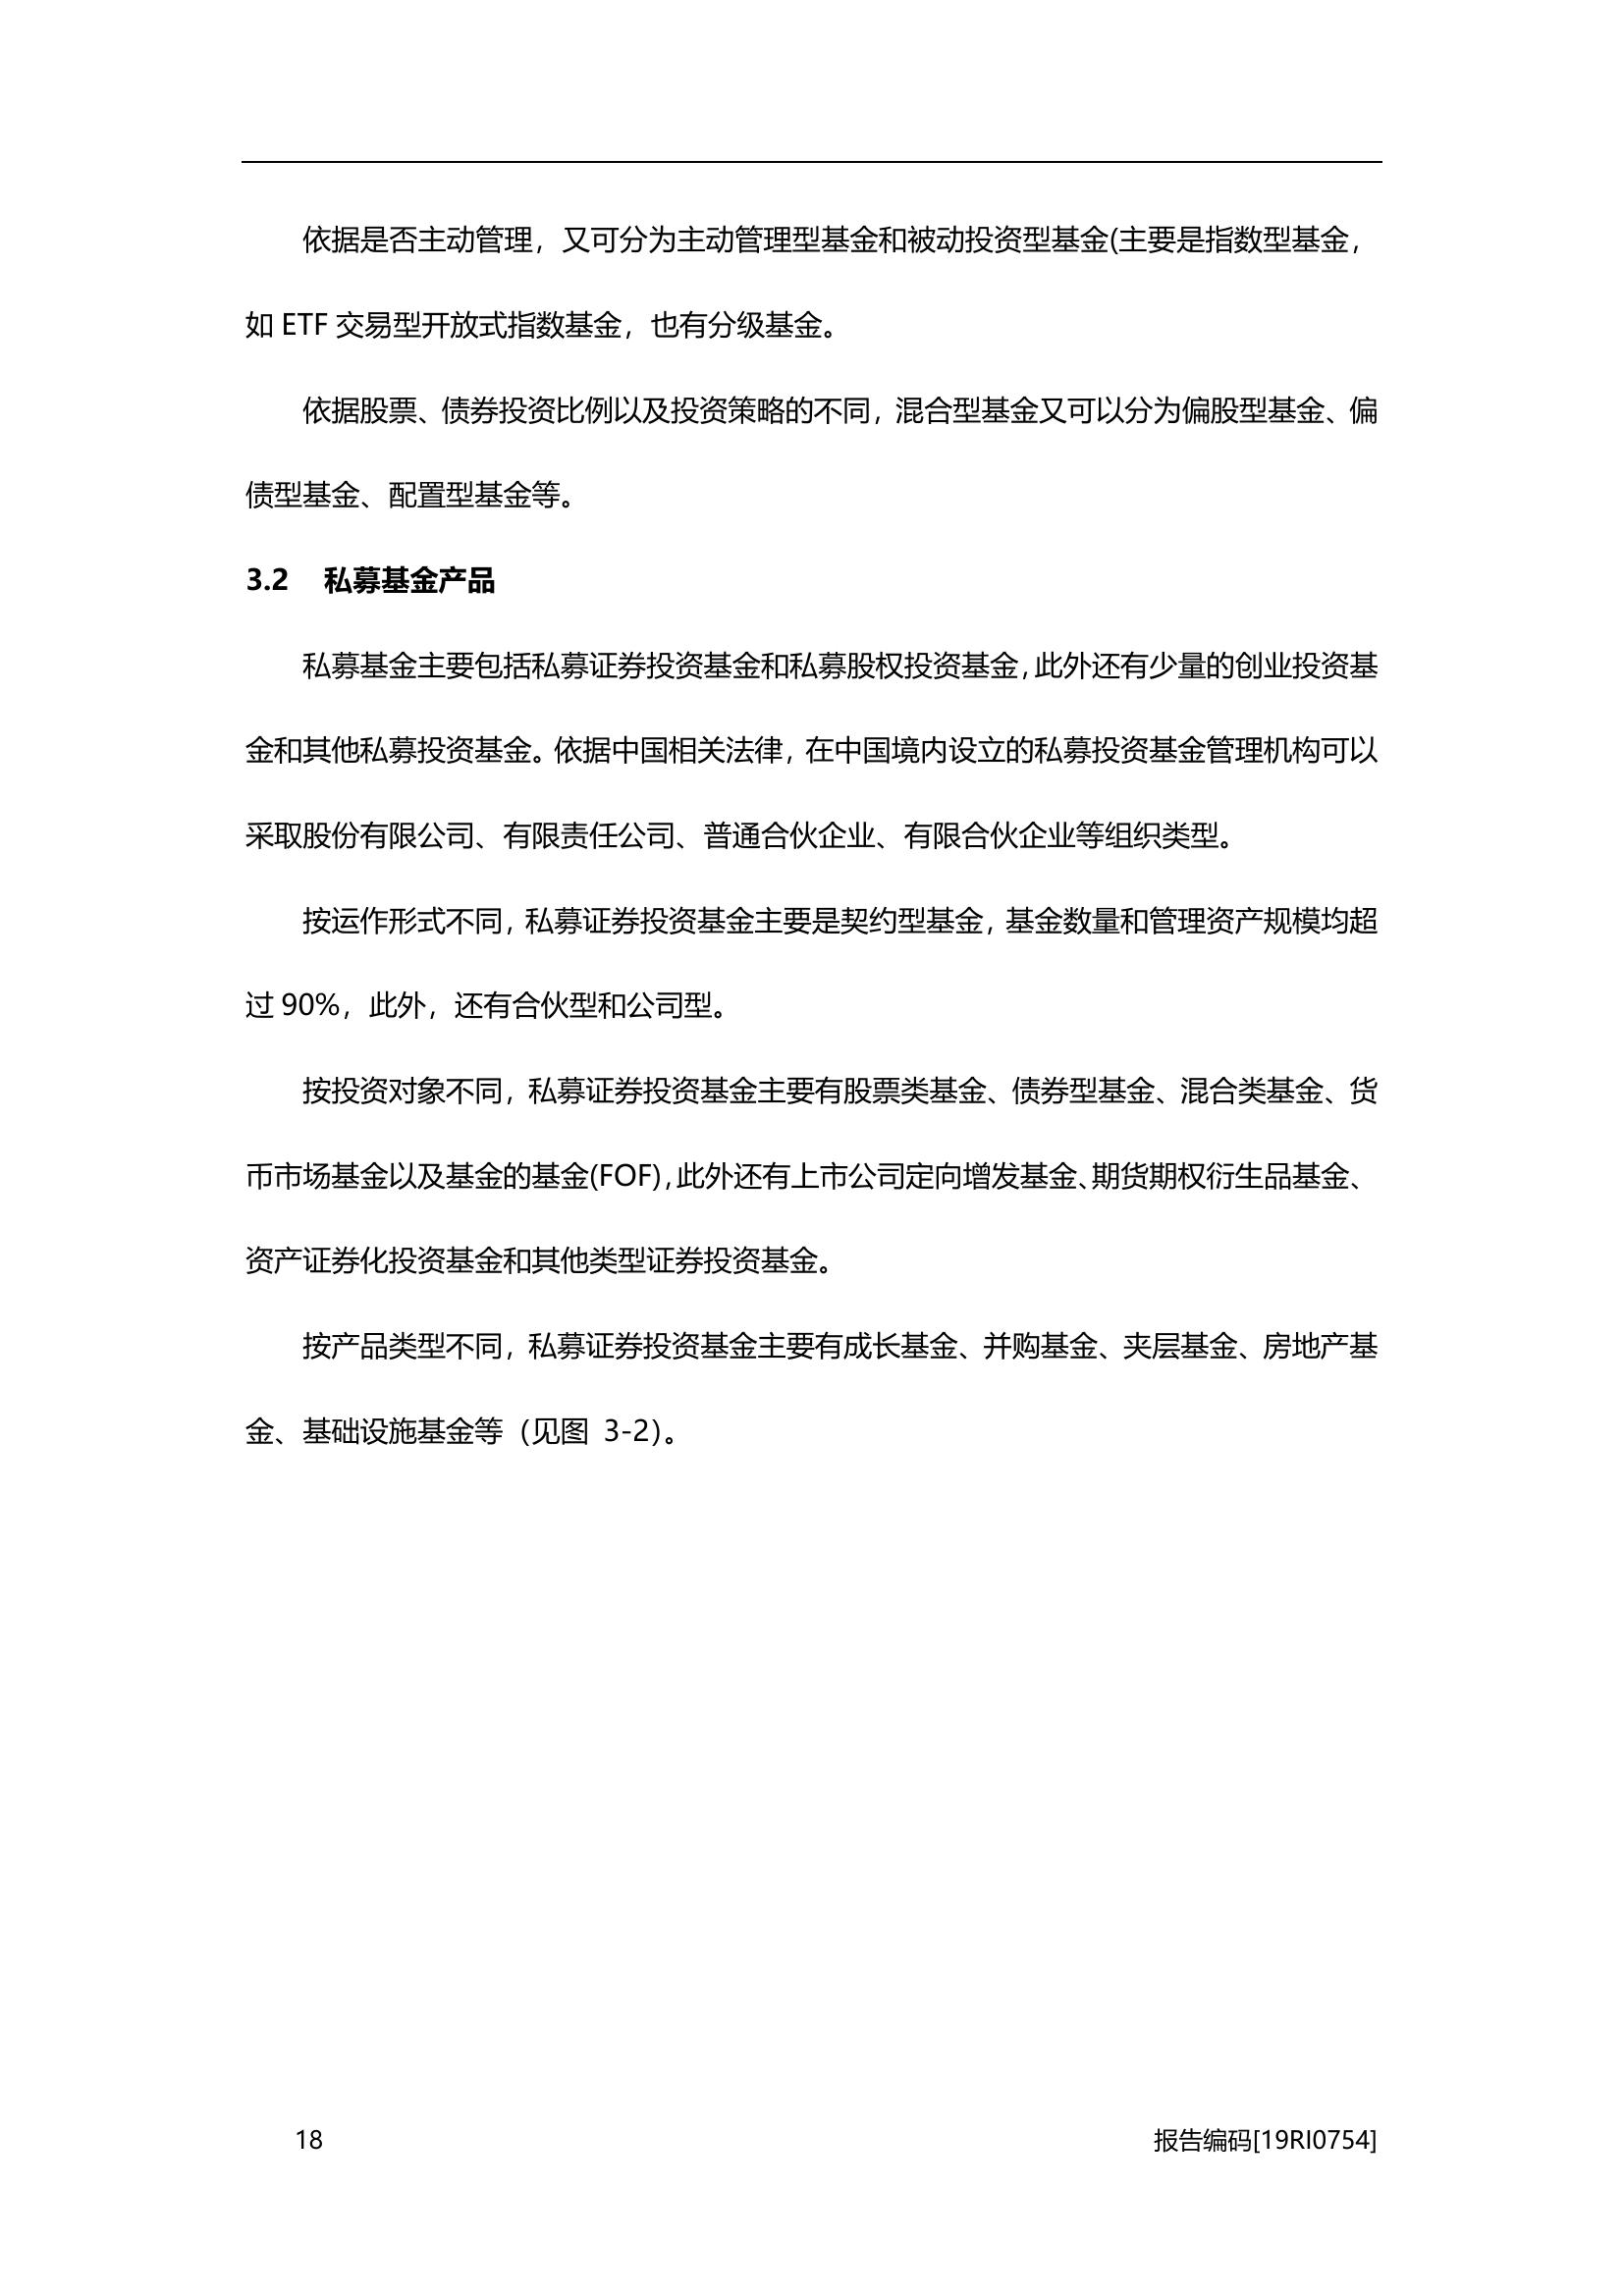 依据是否主动管理，又可分为主动管理型基金和被动投资型基金(主要是指数型基金，
如 ETF 交易型开放式指数基金，也有分级基金。
依据股票、债券投资比例以及投资策略的不同，混合型基金又可以分为偏股型基金、偏
债型基金、配置型基金等。
3.2 私募基金产品
私募基金主要包括私募证券投资基金和私募股权投资基金，此外还有少量的创业投资基
金和其他私募投资基金。依据中国相关法律，在中国境内设立的私募投资基金管理机构可以
采取股份有限公司、有限责任公司、普通合伙企业、有限合伙企业等组织类型。
按运作形式不同，私募证券投资基金主要是契约型基金，基金数量和管理资产规模均超
过 90%，此外，还有合伙型和公司型。
按投资对象不同，私募证券投资基金主要有股票类基金、债券型基金、混合类基金、货
币市场基金以及基金的基金(FOF)，此外还有上市公司定向增发基金、期货期权衍生品基金、
资产证券化投资基金和其他类型证券投资基金。
按产品类型不同，私募证券投资基金主要有成长基金、并购基金、夹层基金、房地产基
金、基础设施基金等（见图 3-2）。
18 报告编码[19RI0754]